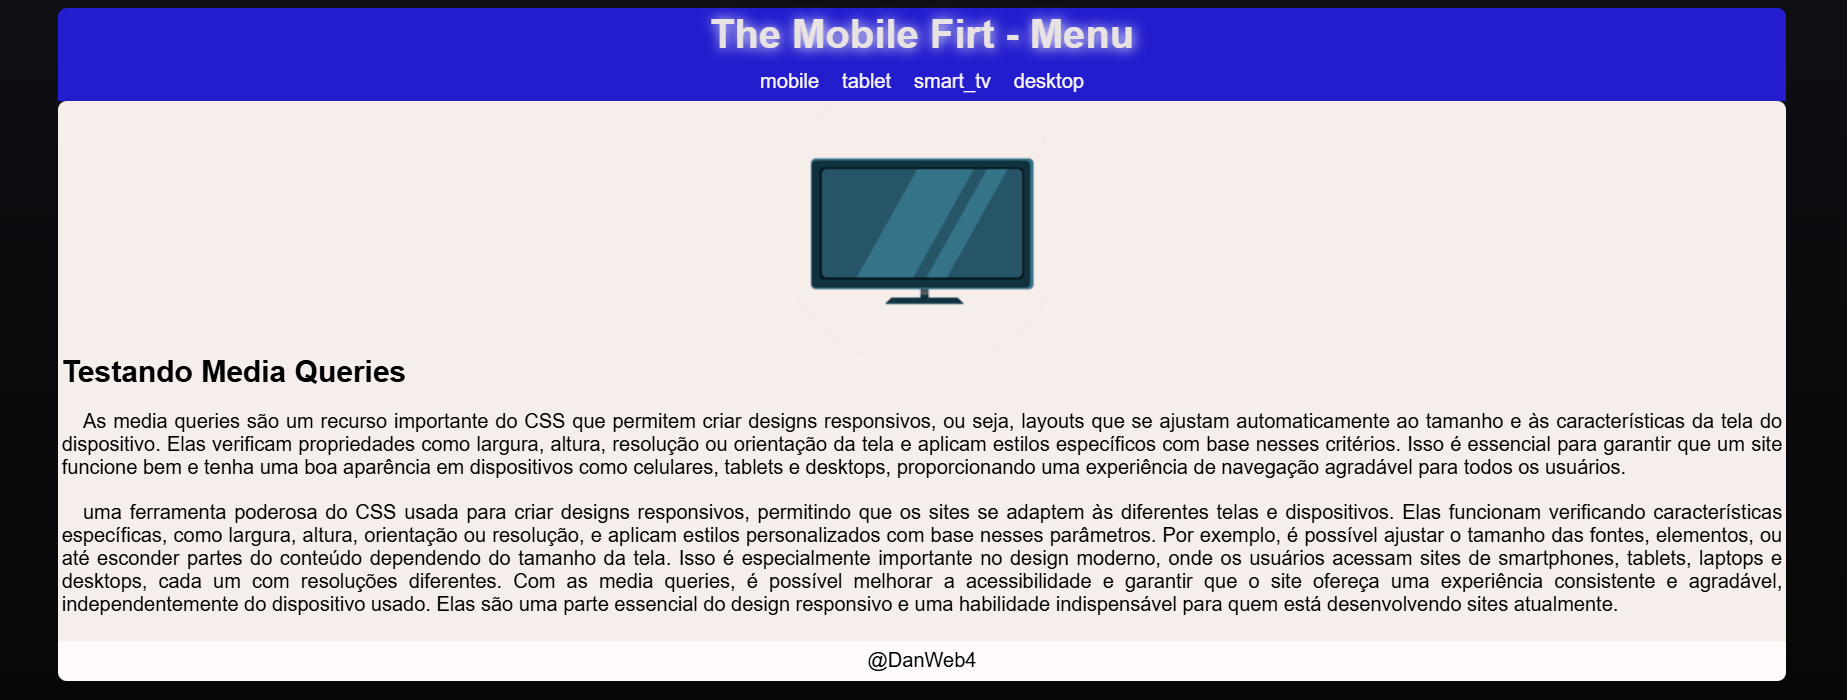 The Mobile Firt - Menu
mobile tablet smart_tv desktop
Testando Media Queries
As media queries são um recurso importante do CSS que permitem criar designs responsivos, ou seja, layouts que se ajustam automaticamente ao tamanho e às características da tela do
dispositivo. Elas verificam propriedades como largura, altura, resolução ou orientação da tela e aplicam estilos específicos com base nesses critérios. Isso é essencial para garantir que um site
funcione bem e tenha uma boa aparência em dispositivos como celulares, tablets e desktops, proporcionando uma experiência de navegação agradável para todos os usuários.
uma ferramenta poderosa do CSS usada para criar designs responsivos, permitindo que os sites se adaptem às diferentes telas e dispositivos. Elas funcionam verificando características
específicas, como largura, altura, orientação ou resolução, e aplicam estilos personalizados com base nesses parâmetros. Por exemplo, é possível ajustar o tamanho das fontes, elementos, ou
até esconder partes do conteúdo dependendo do tamanho da tela. Isso é especialmente importante no design moderno, onde os usuários acessam sites de smartphones, tablets, laptops e
desktops, cada um com resoluções diferentes. Com as media queries, é possível melhorar a acessibilidade e garantir que o site ofereça uma experiência consistente e agradável,
independentemente do dispositivo usado. Elas são uma parte essencial do design responsivo e uma habilidade indispensável para quem está desenvolvendo sites atualmente.
@DanWeb4